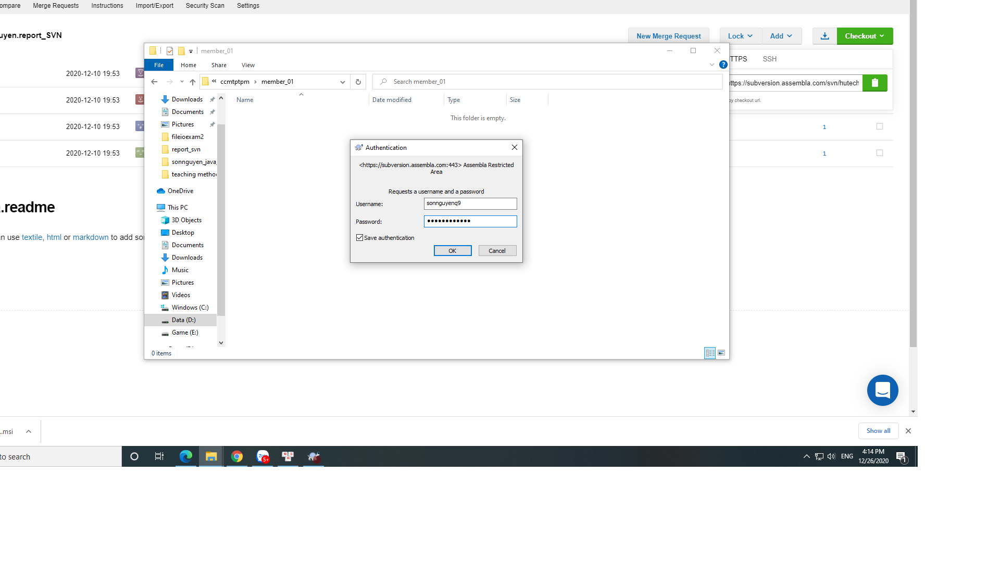 ompare Merge Requests Instructions Import/Export Security Scan Settings
uyen.report_SVN
New Merge Request Lock Add Checkout
member_01
File Home Share View
TTPS SSH
ccmtptpm member_01
Search member_01
https://subversion.assembla.com/svn/hutech
py checkout url.
2020-12-10 19:53
2020-12-10 19:53
2020-12-10 19:53
2020-12-10 19:53
1
1
Name Date modified Type Size
This folder is empty.
Downloads
Documents
Pictures
fileioexam2
report_svn
sonnguyen_java_
teaching metho
OneDrive
This PC
3D Objects
Desktop
Documents
Downloads
Music
Pictures
Videos
Windows (C:)
Data (D:)
Game (E:)
0 items
Authentication
<https://subversion.assembla.com:443> Assembla Restricted
Area
Requests a username and a password
Username: sonnguyenq9
Password: ••••••••••••
Save authentication
OK Cancel
a.readme
n use textile, html or markdown to add so
...msi
Show all
to search
5+
ENG
4:14 PM
12/26/2020
1